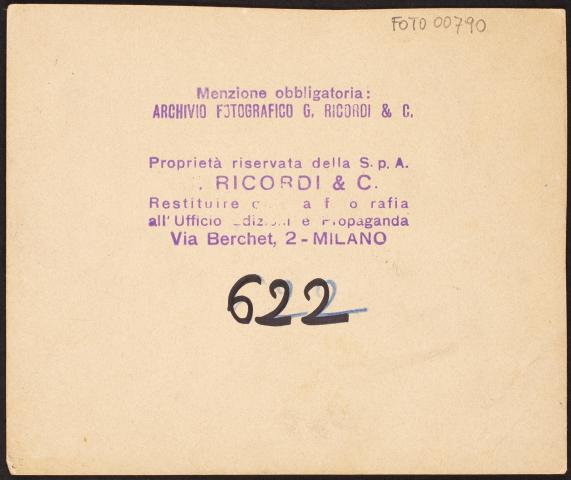 FOTO 00790
Menzione obbligatoria:
ARCHIVIO FOTOGRAFICO G. RICORDI & C.
Proprietà riservata della S. p. A.
. RICORDI & C.
Restituire
all' Ufficio e Propaganda
Via Berchet, 2 - MILANO
622